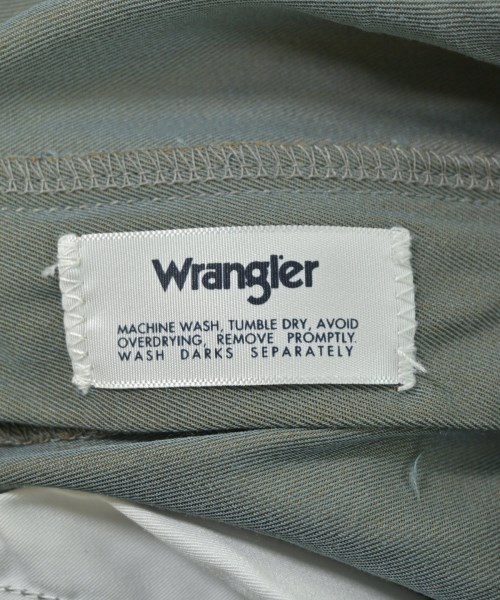 Wrangler
MACHINE WASH, TUMBLE DRY, AVOID
OVERDRYING, REMOVE PROMPTLY.
WASH DARKS SEPARATELY